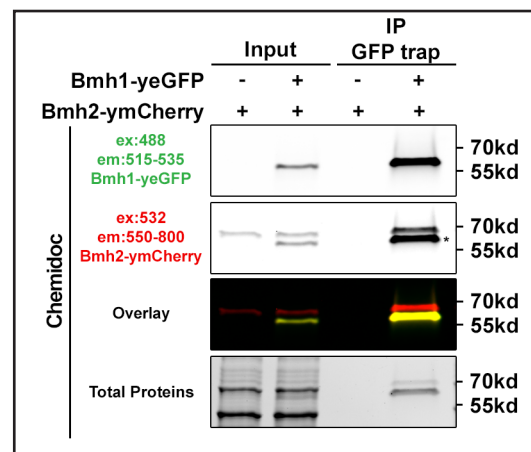 IP
Input GFP trap
Bmh1-yeGFP - + - +
Bmh2-ymCherry + + + +
ex:488
em:515-535
Bmh1-yeGFP
70kd
55kd
ex:532
em:550-800
Bmh2-ymCherry
70kd
*
55kd
Chemidoc
Overlay
70kd
55kd
Total Proteins
70kd
55kd